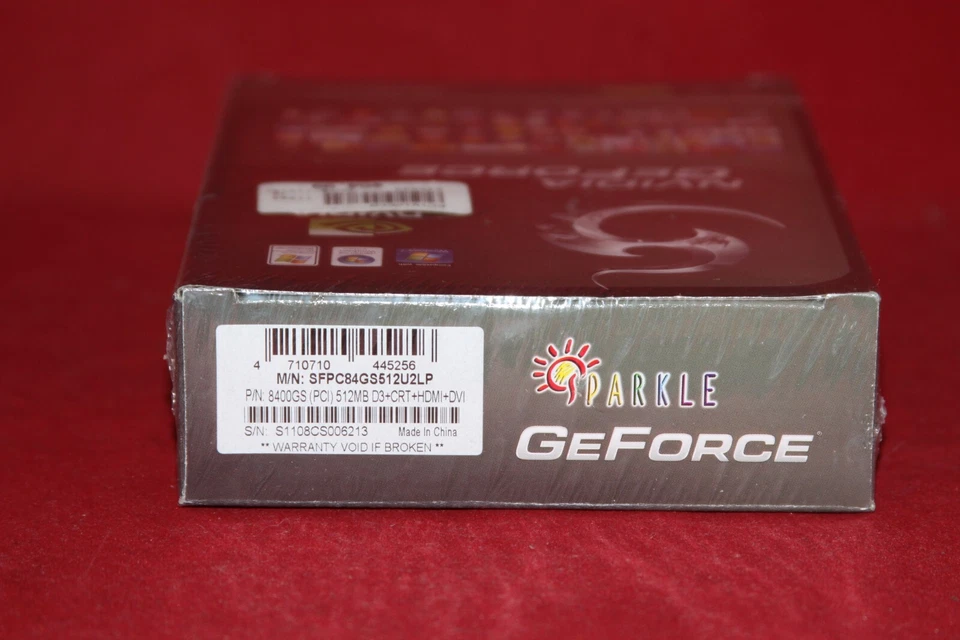 NVIDIA
GEFORCE
NVIDIA
4 710710 445256
M/N: SFPC84GS512U2LP
P/N: 8400GS (PCI) 512MB D3+CRT+HDMI+DVI
S/N: S1108CS006213 Made In China
** WARRANTY VOID IF BROKEN **
SPARKLE
GEFORCE